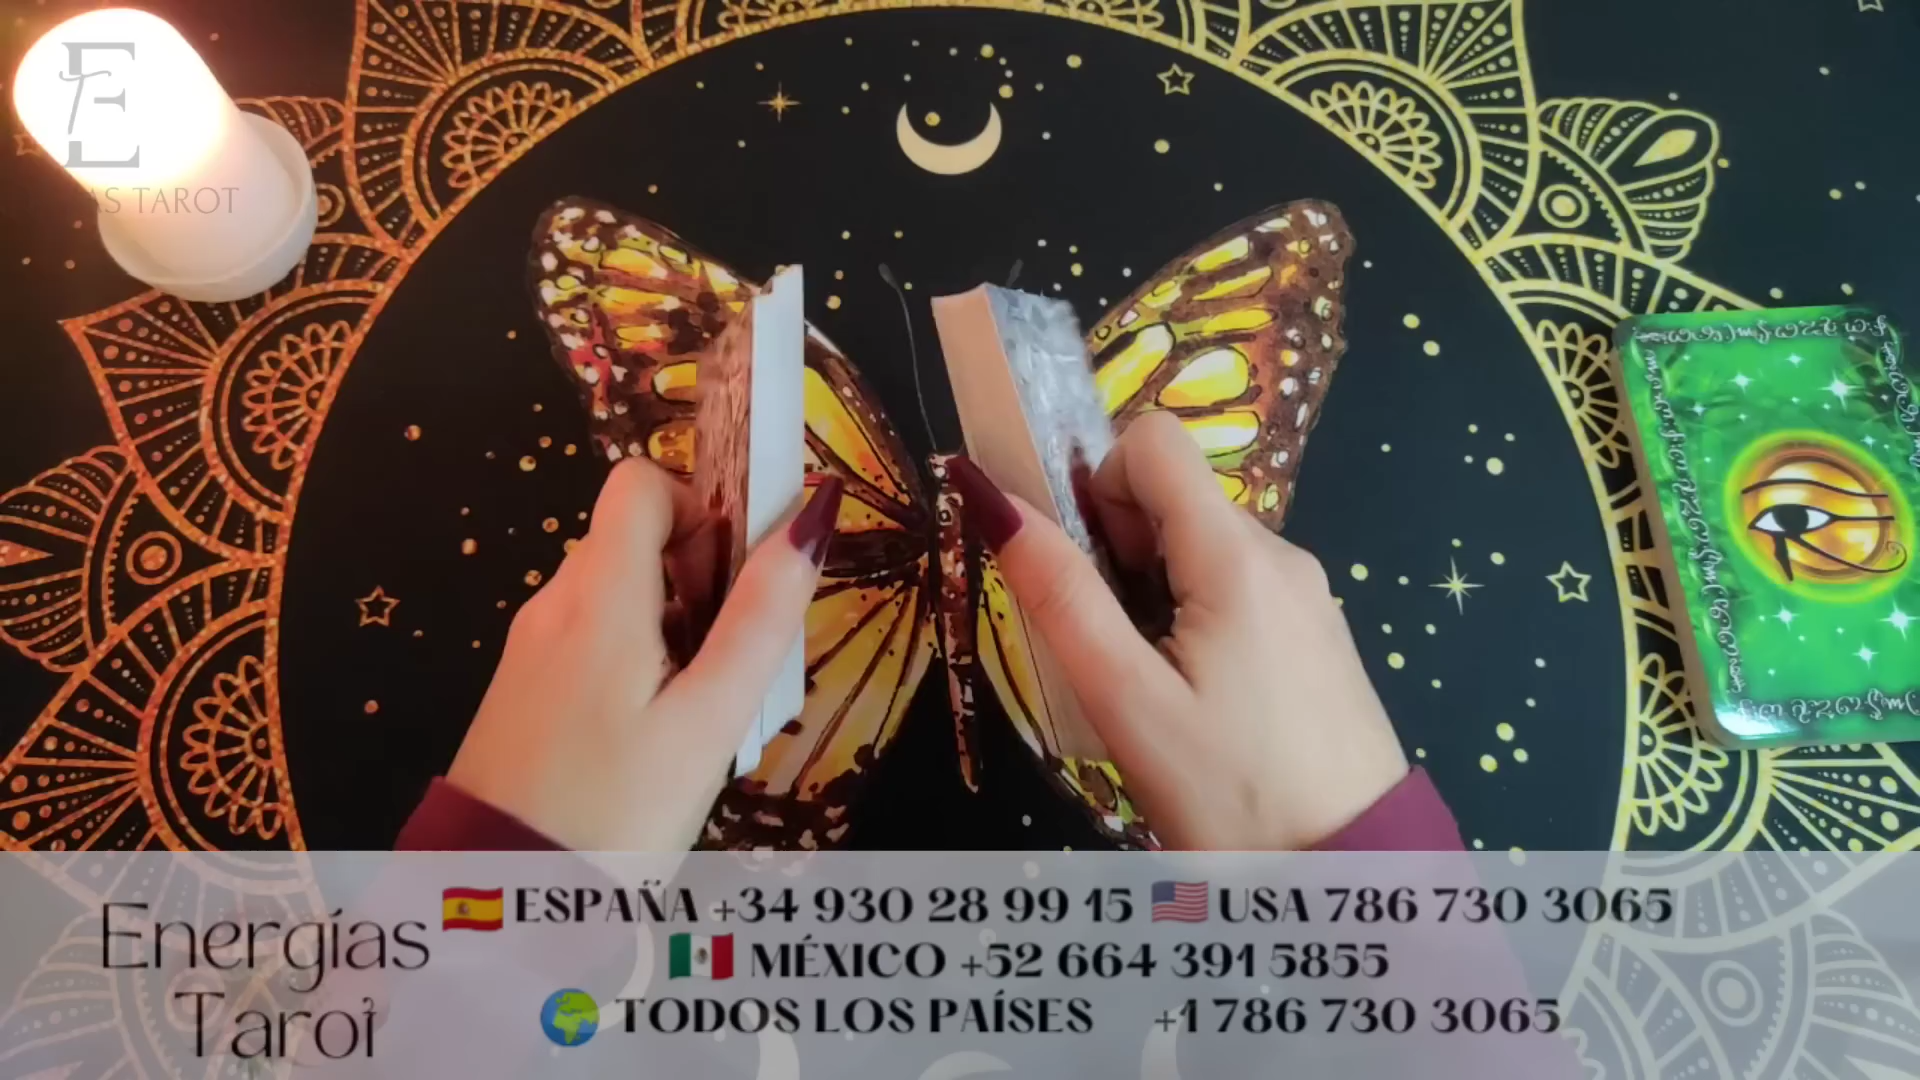 E
AS TAROT
Energías
Tarot
ESPAÑA +34 930 28 99 15 USA 786 730 3065
MÉXICO +52 664 391 5855
TODOS LOS PAÍSES +1 786 730 3065